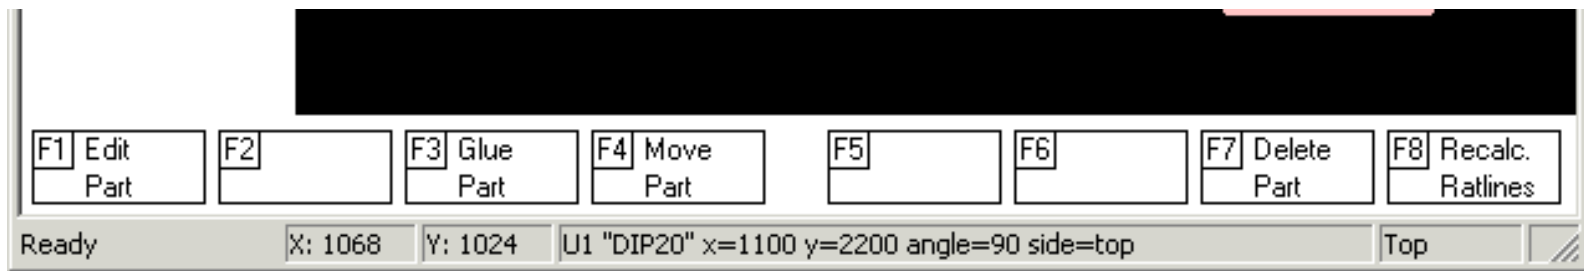 F1 Edit Part
F2
F3 Glue Part
F4 Move Part
F5
F6
F7 Delete Part
F8 Recalc. Ratlines
Ready
X: 1068
Y: 1024
U1 "DIP20" x=1100 y=2200 angle=90 side=top
Top